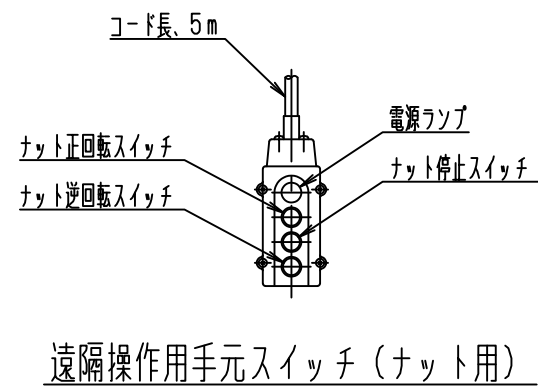 コード長、5m
電源ランプ
ナット正回転スイッチ
ナット停止スイッチ
ナット逆回転スイッチ
遠隔操作用手元スイッチ(ナット用)